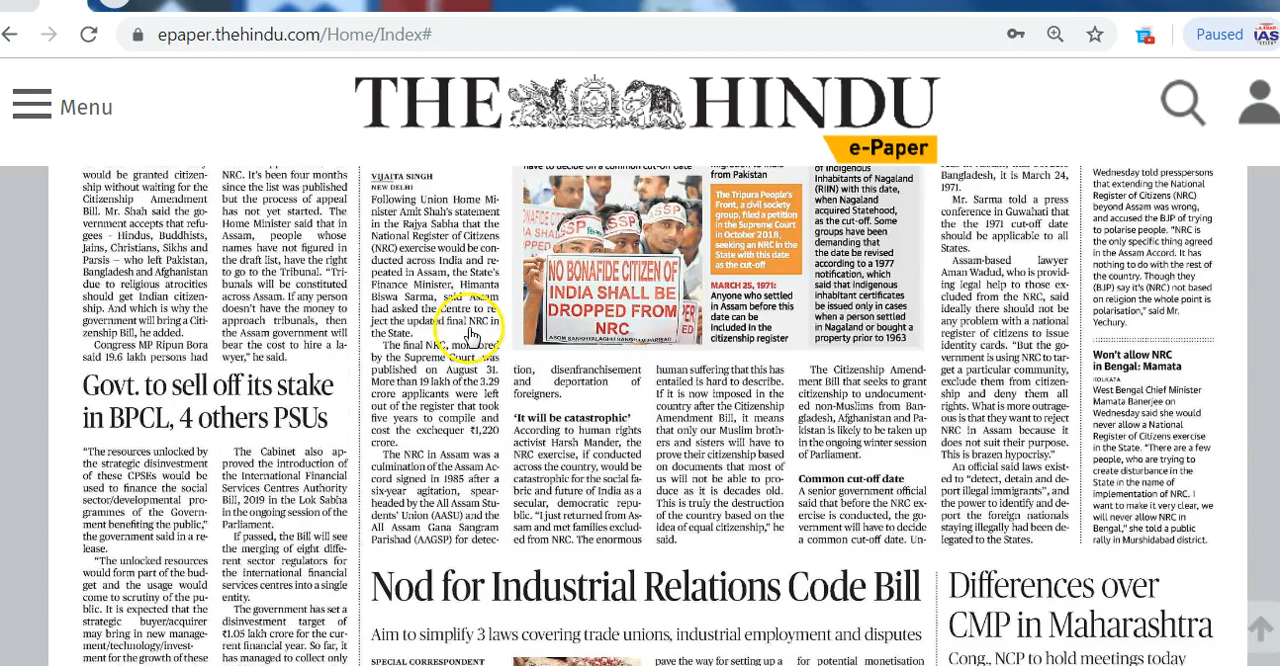 epaper.thehindu.com/Home/Index#
Paused
IAS
Menu
THE HINDU
e-Paper
would be granted citizen-
ship without waiting for the
Citizenship Amendment
Bill. Mr. Shah said the go-
vernment accepts that refu-
gees - Hindus, Buddhists,
Jains, Christians, Sikhs and
Parsis – who left Pakistan,
Bangladesh and Afghanistan
due to religious atrocities
should get Indian citizen-
ship. And which is why the
government will bring a Citi-
zenship Bill, he added.
Congress MP Ripun Bora
said 19.6 lakh persons had
NRC. It's been four months
since the list was published
but the process of appeal
has not yet started. The
Home Minister said that in
Assam, people whose
names have not figured in
the draft list, have the right
to go to the Tribunal. "Tri-
bunals will be constituted
across Assam. If any person
doesn't have the money to
approach tribunals, then
the Assam government will
bear the cost to hire a la-
wyer," he said.
Govt. to sell off its stake
in BPCL, 4 others PSUs
"The resources unlocked by
the strategic disinvestment
of these CPSEs would be
used to finance the social
sector/developmental pro-
grammes of the Govern-
ment benefiting the public,"
the government said in a re-
lease.
"The unlocked resources
would form part of the bud-
get and the usage would
come to scrutiny of the pu-
blic. It is expected that the
strategic buyer/acquirer
may bring in new manage-
ment/technology/invest-
ment for the growth of these
The Cabinet also ap-
proved the introduction of
the International Financial
Services Centres Authority
Bill, 2019 in the Lok Sabha
in the ongoing session of the
Parliament.
If passed, the Bill will see
the merging of eight differ-
ent sector regulators for
the international financial
services centres into a single
entity.
The government has set a
disinvestment target of
₹1.05 lakh crore for the cur-
rent financial year. So far, it
has managed to collect only
VIJAITA SINGH
NEW DELHI
Following Union Home Mi-
nister Amit Shah's statement
in the Rajya Sabha that the
National Register of Citizens
(NRC) exercise would be con-
ducted across India and re-
peated in Assam, the State's
Finance Minister, Himanta
Biswa Sarma, said Assam
had asked the Centre to re-
ject the updated final NRC in
the State.
The final NRC, monitored
by the Supreme Court was
published on August 31.
More than 19 lakh of the 3.29
crore applicants were left
out of the register that took
five years to compile and
cost the exchequer ₹1,220
crore.
The NRC in Assam was a
culmination of the Assam Ac-
cord signed in 1985 after a
six-year agitation, spear-
headed by the All Assam Stu-
dents' Union (AASU) and the
All Assam Gana Sangram
Parishad (AAGSP) for detec-
have to decide on a common cut-off date
SSP
NO BONAFIDE CITIZEN OF
INDIA SHALL BE
DROPPED FROM
NRC
from Pakistan
The Tripura People's
Front, a civil society
group, filed a petition
in the Supreme Court
in October 2018,
seeking an NRC in the
State with this date
as the cut-off
MARCH 25, 1971:
Anyone who settled
in Assam before this
date can be
included in the
citizenship register
of Indigenous
Inhabitants of Nagaland
(RIIN) with this date,
when Nagaland
acquired Statehood,
as the cut-off. Some
groups have been
demanding that
the date be revised
according to a 1977
notification, which
said that indigenous
inhabitant certificates
be issued only in cases
when a person settled
in Nagaland or bought a
property prior to 1963
tion, disenfranchisement
and deportation of
foreigners.
'It will be catastrophic'
According to human rights
activist Harsh Mander, the
NRC exercise, if conducted
across the country, would be
catastrophic for the social fa-
bric and future of India as a
secular, democratic repu-
blic. "I just returned from As-
sam and met families exclud-
ed from NRC. The enormous
human suffering that this has
entailed is hard to describe.
If it is now imposed in the
country after the Citizenship
Amendment Bill, it means
that only our Muslim broth-
ers and sisters will have to
prove their citizenship based
on documents that most of
us will not be able to pro-
duce as it is decades old.
This is truly the destruction
of the country based on the
idea of equal citizenship," he
said.
The Citizenship Amend-
ment Bill that seeks to grant
citizenship to undocument-
ed non-Muslims from Ban-
gladesh, Afghanistan and Pa-
kistan is likely to be taken up
in the ongoing winter session
of Parliament.
Common cut-off date
A senior government official
said that before the NRC ex-
ercise is conducted, the go-
vernment will have to decide
a common cut-off date. Un-
Bangladesh, it is March 24,
1971.
Mr. Sarma told a press
conference in Guwahati that
the the 1971 cut-off date
should be applicable to all
States.
Assam-based lawyer
Aman Wadud, who is provid-
ing legal help to those ex-
cluded from the NRC, said
ideally there should not be
any problem with a national
register of citizens to issue
identity cards. "But the go-
vernment is using NRC to tar-
get a particular community,
exclude them from citizen-
ship and deny them all
rights. What is more outrage-
ous is that they want to reject
NRC in Assam because it
does not suit their purpose.
This is brazen hypocrisy."
An official said laws exist-
ed to "detect, detain and de-
port illegal immigrants", and
the power to identify and de-
port the foreign nationals
staying illegally had been de-
legated to the States.
Wednesday told presspersons
that extending the National
Register of Citizens (NRC)
beyond Assam was wrong,
and accused the BJP of trying
to polarise people. "NRC is
the only specific thing agreed
in the Assam Accord. It has
nothing to do with the rest of
the country. Though they
(BJP) say it's (NRC) not based
on religion the whole point is
polarisation," said Mr.
Yechury.
Won't allow NRC
in Bengal: Mamata
KOLKATA
West Bengal Chief Minister
Mamata Banerjee on
Wednesday said she would
never allow a National
Register of Citizens exercise
in the State. "There are a few
people, who are trying to
create disturbance in the
State in the name of
implementation of NRC. I
want to make it very clear, we
will never allow NRC in
Bengal," she told a public
rally in Murshidabad district.
Nod for Industrial Relations Code Bill
Aim to simplify 3 laws covering trade unions, industrial employment and disputes
SPECIAL CORRESPONDENT
pave the way for setting up a
for potential monetisation
Differences over
CMP in Maharashtra
Cong., NCP to hold meetings today